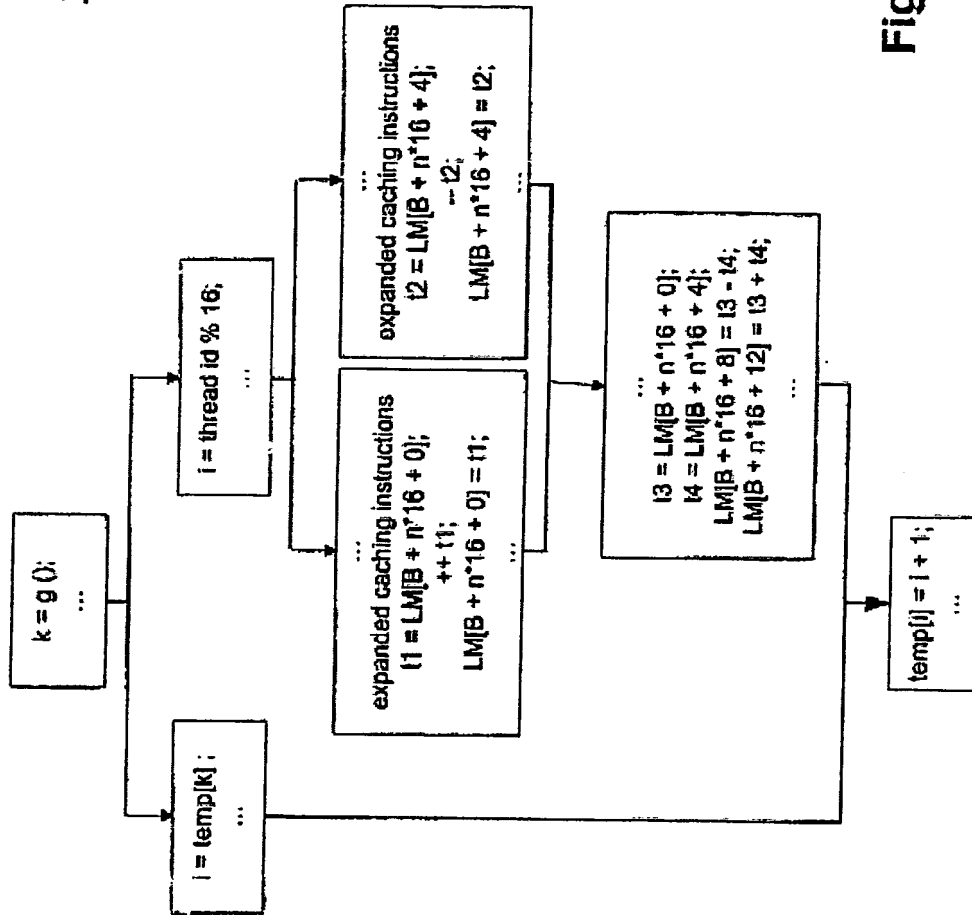 k = g ();
...
i = temp[k] ;
...
i = thread id % 16;
...
...
expanded caching instructions
t1 = LM[B + n*16 + 0];
++ t1;
LM[B + n*16 + 0] = t1;
...
...
expanded caching instructions
t2 = LM[B + n*16 + 4];
-- t2;
LM[B + n*16 + 4] = t2;
...
...
t3 = LM[B + n*16 + 0];
t4 = LM[B + n*16 + 4];
LM[B + n*16 + 8] = t3 - t4;
LM[B + n*16 + 12] = t3 + t4;
...
temp[i] = i + 1;
...
Fig